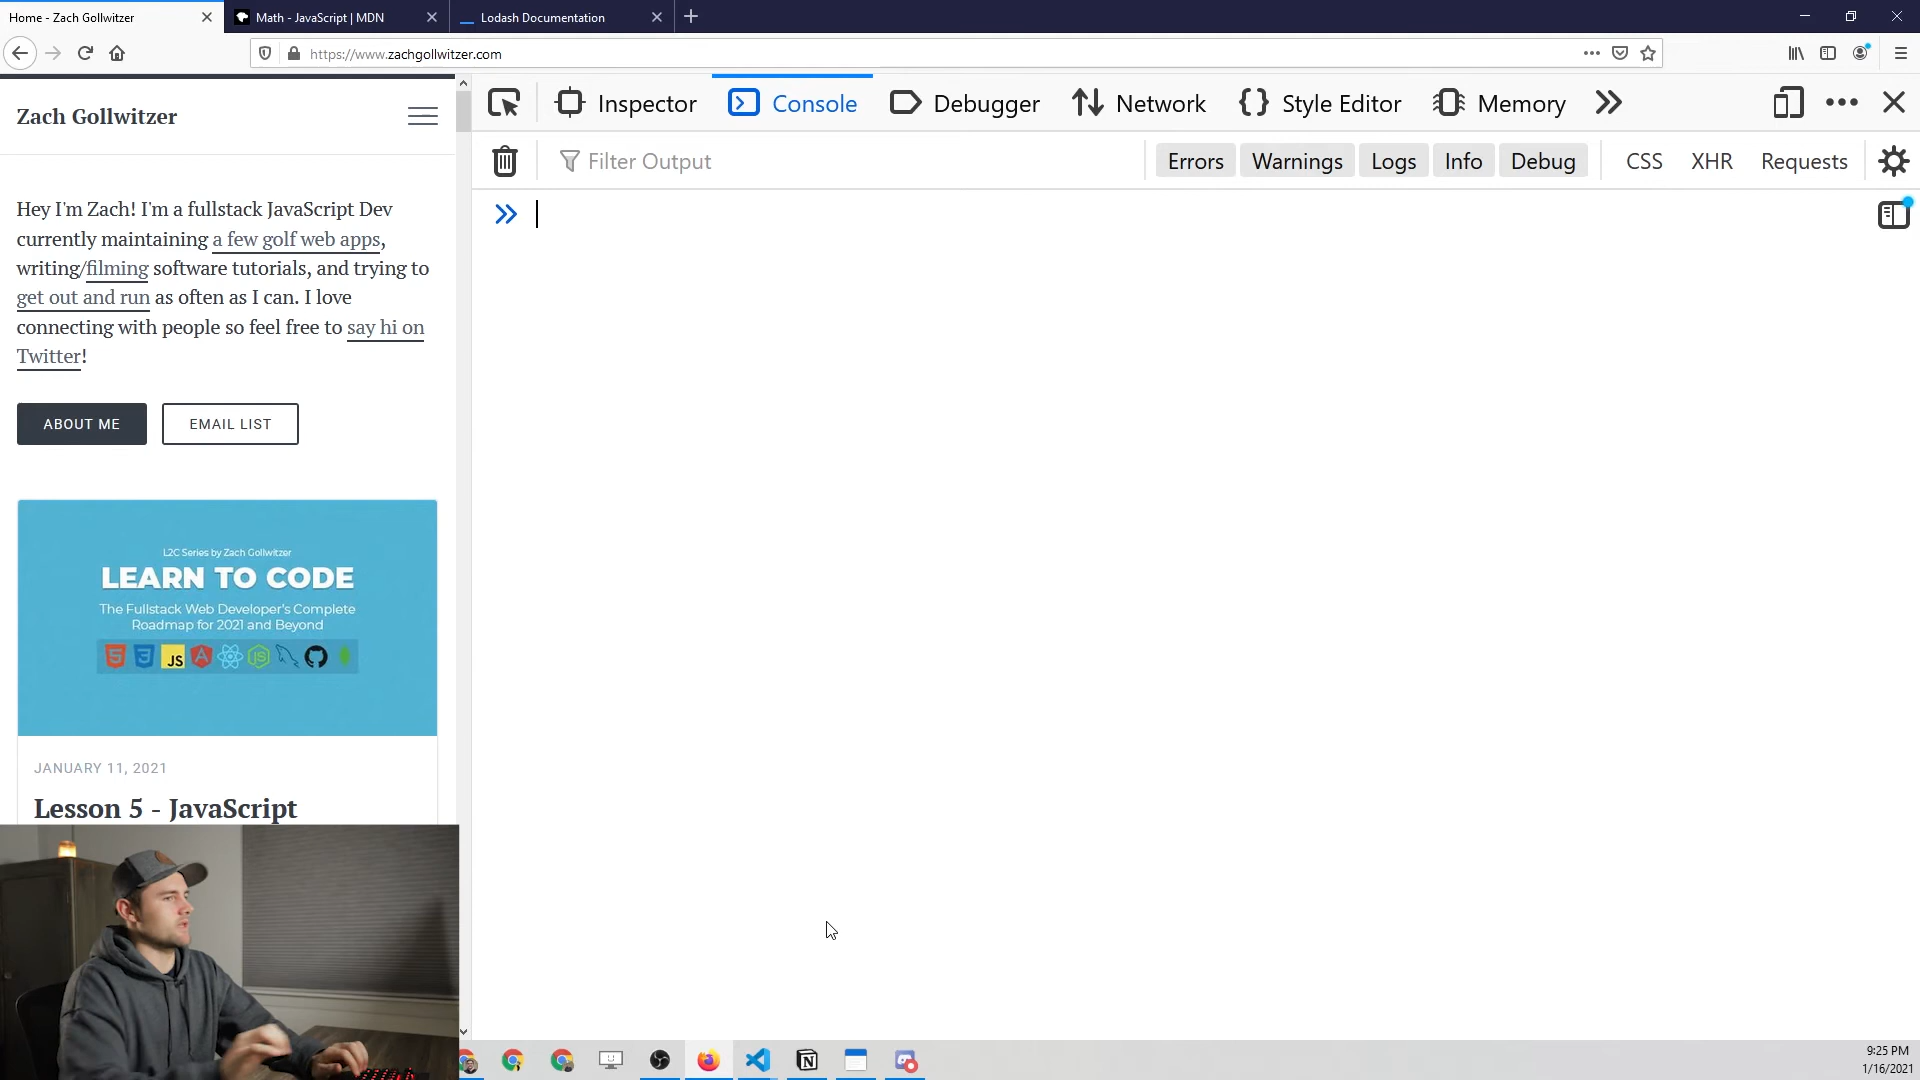 Home - Zach Gollwitzer
Math - JavaScript | MDN
Lodash Documentation
https://www.zachgollwitzer.com
Zach Gollwitzer
Inspector
Console
Debugger
Network
Style Editor
Memory
Filter Output
Errors
Warnings
Logs
Info
Debug
CSS
XHR
Requests
Hey I'm Zach! I'm a fullstack JavaScript Dev
currently maintaining a few golf web apps,
writing/filming software tutorials, and trying to
get out and run as often as I can. I love
connecting with people so feel free to say hi on
Twitter!
ABOUT ME
EMAIL LIST
L2C Series by Zach Gollwitzer
LEARN TO CODE
The Fullstack Web Developer's Complete
Roadmap for 2021 and Beyond
JS
JANUARY 11, 2021
Lesson 5 - JavaScript
9:25 PM
1/16/2021